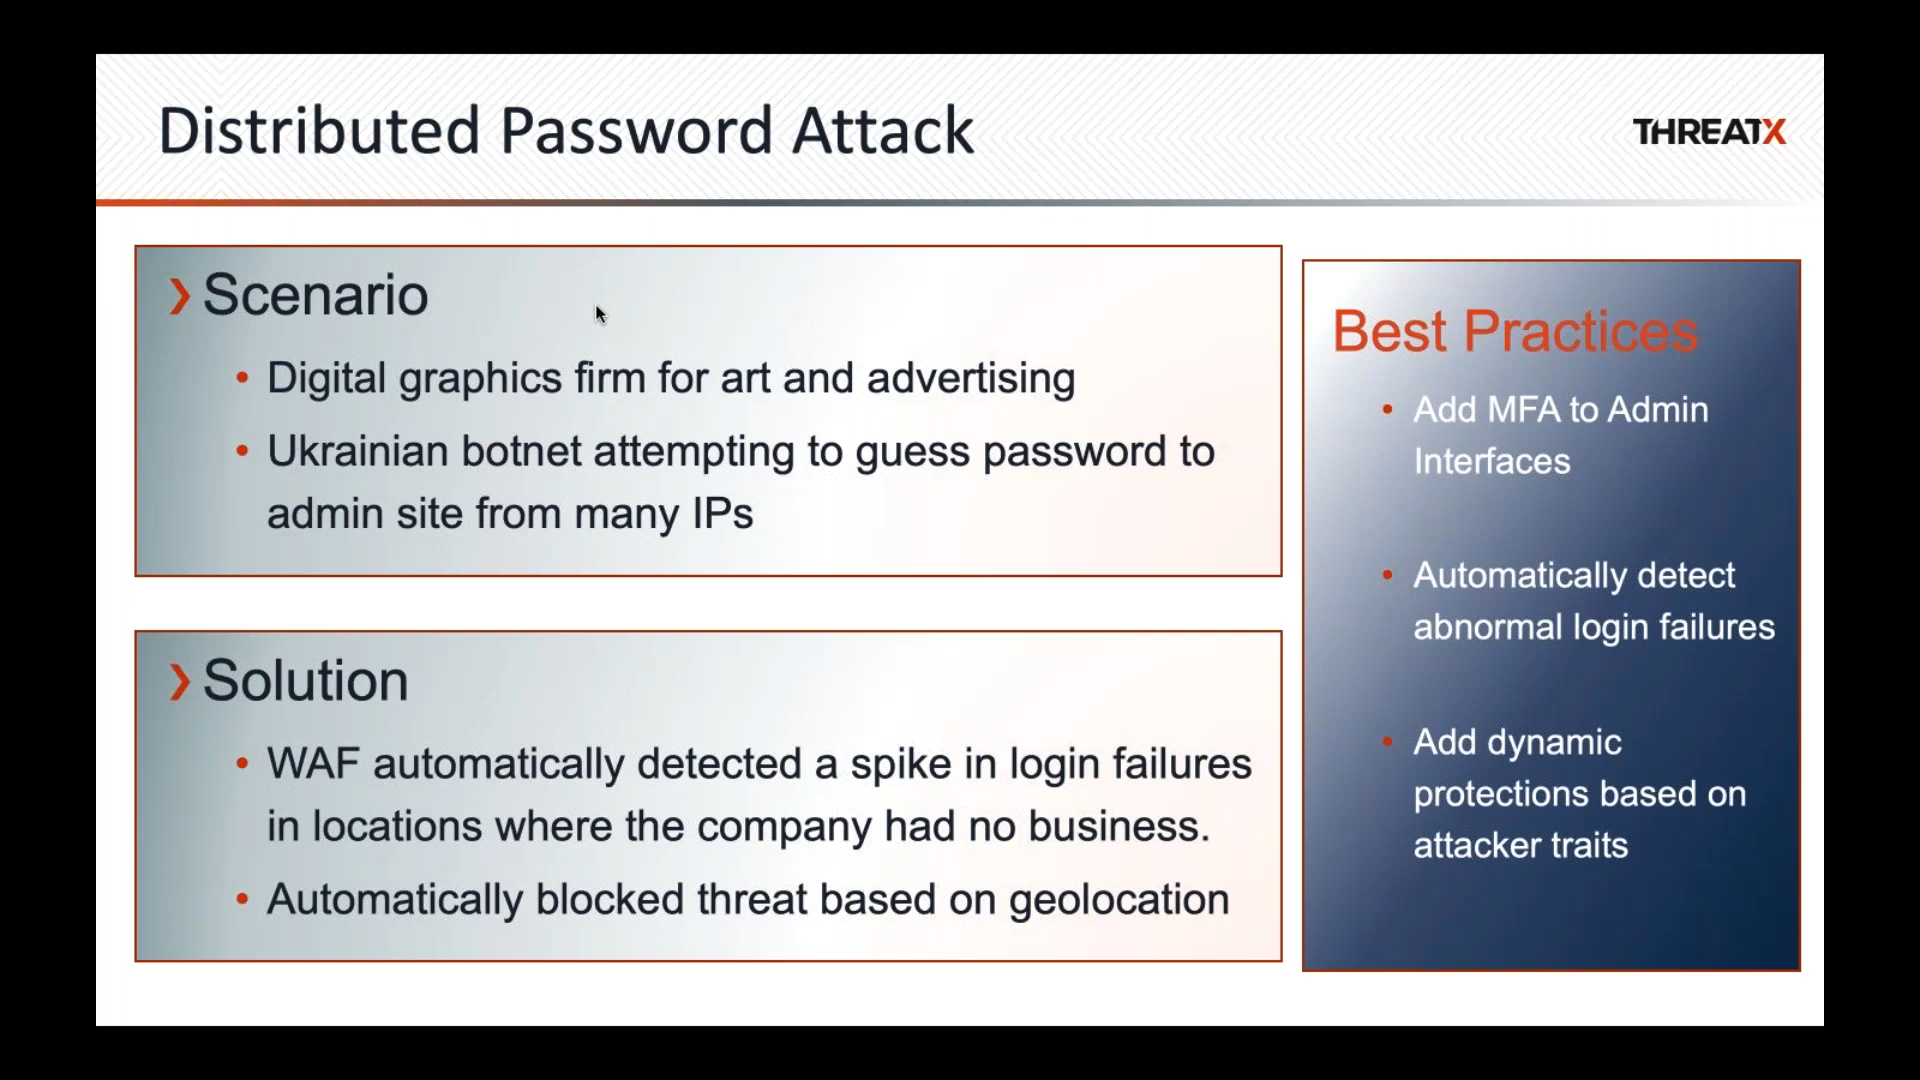 Distributed Password Attack
THREATX
Scenario
• Digital graphics firm for art and advertising
• Ukrainian botnet attempting to guess password to
admin site from many IPs
Solution
• WAF automatically detected a spike in login failures
in locations where the company had no business.
• Automatically blocked threat based on geolocation
Best Practices
• Add MFA to Admin
Interfaces
• Automatically detect
abnormal login failures
• Add dynamic
protections based on
attacker traits